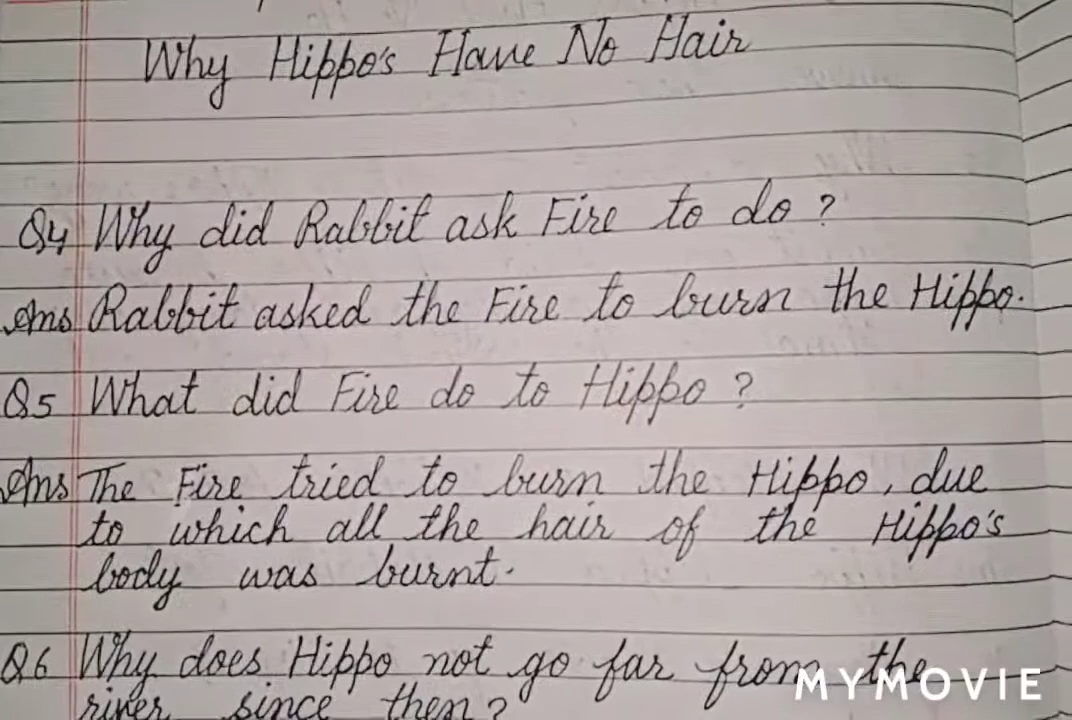 Why Hippo's Have No Hair
Q4 Why did Rabbit ask Fire to do ?
Ans Rabbit asked the Fire to burn the Hippo.
Q5 What did Fire do to Hippo ?
Ans The Fire tried to burn the Hippo, due
to which all the hair of the Hippo's
body was burnt.
Q6 Why does Hippo not go far from the
river since then ?
MYMOVIE